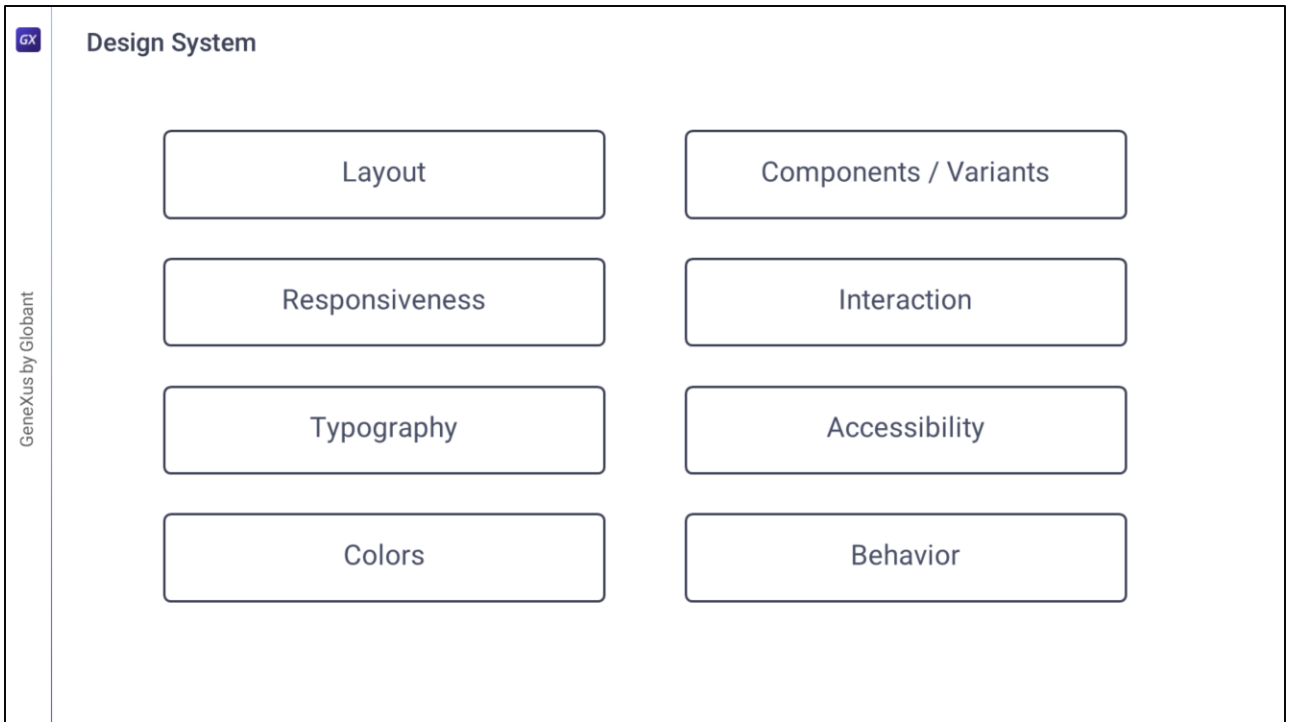 GX
Design System
Layout
Components / Variants
Responsiveness
Interaction
Typography
Accessibility
Colors
Behavior
GeneXus by Globant